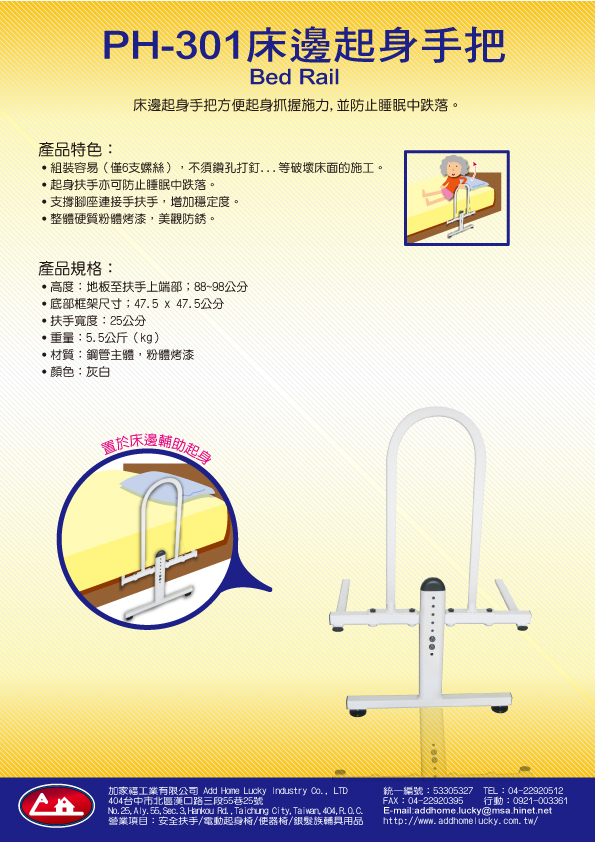 PH-301床邊起身手把
Bed Rail
床邊起身手把方便起身抓握施力,並防止睡眠中跌落。
產品特色：
•組裝容易（僅6支螺絲），不須鑽孔打釘...等破壞床面的施工。
•起身扶手亦可防止睡眠中跌落。
•支撐腳座連接手扶手，增加穩定度。
•整體硬質粉體烤漆，美觀防銹。
產品規格：
•高度：地板至扶手上端部；88~98公分
•底部框架尺寸；47.5 x 47.5公分
•扶手寬度：25公分
•重量：5.5公斤（kg）
•材質：鋼管主體，粉體烤漆
•顏色：灰白
置於床邊輔助起身
加家福工業有限公司 Add Home Lucky Industry Co., LTD
404台中市北區漢口路三段55巷25號
No.25,Aly.55,Sec.3,Hankou Rd.,Taichung City,Taiwan,404,R.O.C.
營業項目：安全扶手/電動起身椅/便器椅/銀髮族輔具用品
統一編號：53305327 TEL：04-22920512
FAX：04-22920395 行動：0921-003361
E-mail:addhome.lucky@msa.hinet.net
http://www.addhomelucky.com.tw/